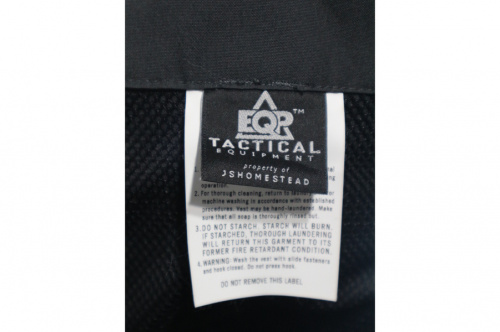 EQR™
TACTICAL
EQUIPMENT
property of
JSHOMESTEAD
operation.
2. For thorough cleaning, return to
machine washing in accordance with established
procedures. Vest may be hand-laundered. Make
sure that all soap is thoroughly rinsed out.
3. DO NOT STARCH. STARCH WILL BURN.
IF STARCHED, THOROUGH LAUNDERING
WILL RETURN THIS GARMENT TO ITS
FORMER FIRE RETARDANT CONDITION.
4. WARNING: Wash the vest with slide fasteners
and hook closed. Do not press hook.
DO NOT REMOVE THIS LABEL